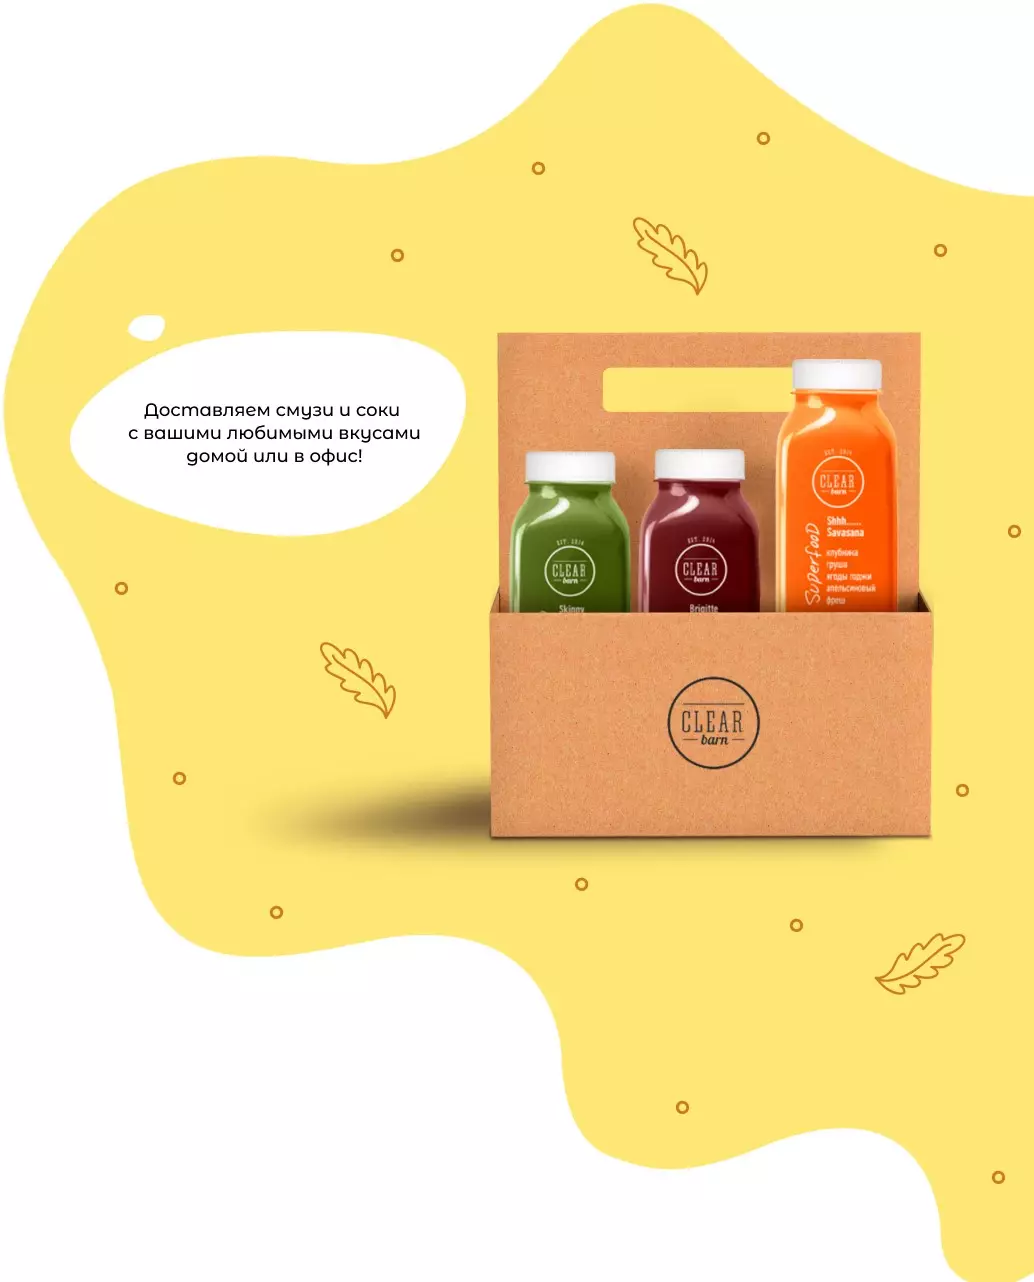 Доставляем смузи и соки
с вашими любимыми вкусами
домой или в офис!
EST. 2014
CLEAR
barn
Skinny
EST. 2014
CLEAR
barn
Brigitte
EST. 2014
CLEAR
barn
Superfood
Shhh.....
Savasana
клубника
груша
ягоды годжи
апельсиновый
фреш
CLEAR
barn